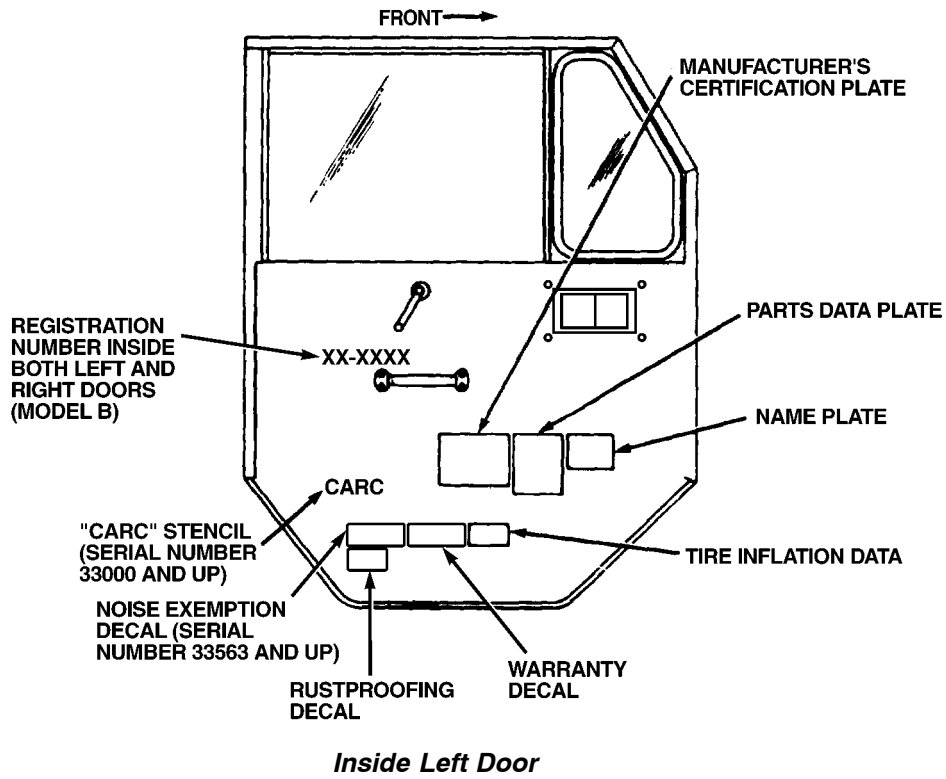 FRONT
MANUFACTURER'S
CERTIFICATION PLATE
PARTS DATA PLATE
REGISTRATION
NUMBER INSIDE
BOTH LEFT AND
RIGHT DOORS
(MODEL B)
XX-XXXX
NAME PLATE
CARC
"CARC" STENCIL
(SERIAL NUMBER
33000 AND UP)
TIRE INFLATION DATA
NOISE EXEMPTION
DECAL (SERIAL
NUMBER 33563 AND UP)
WARRANTY
DECAL
RUSTPROOFING
DECAL
Inside Left Door